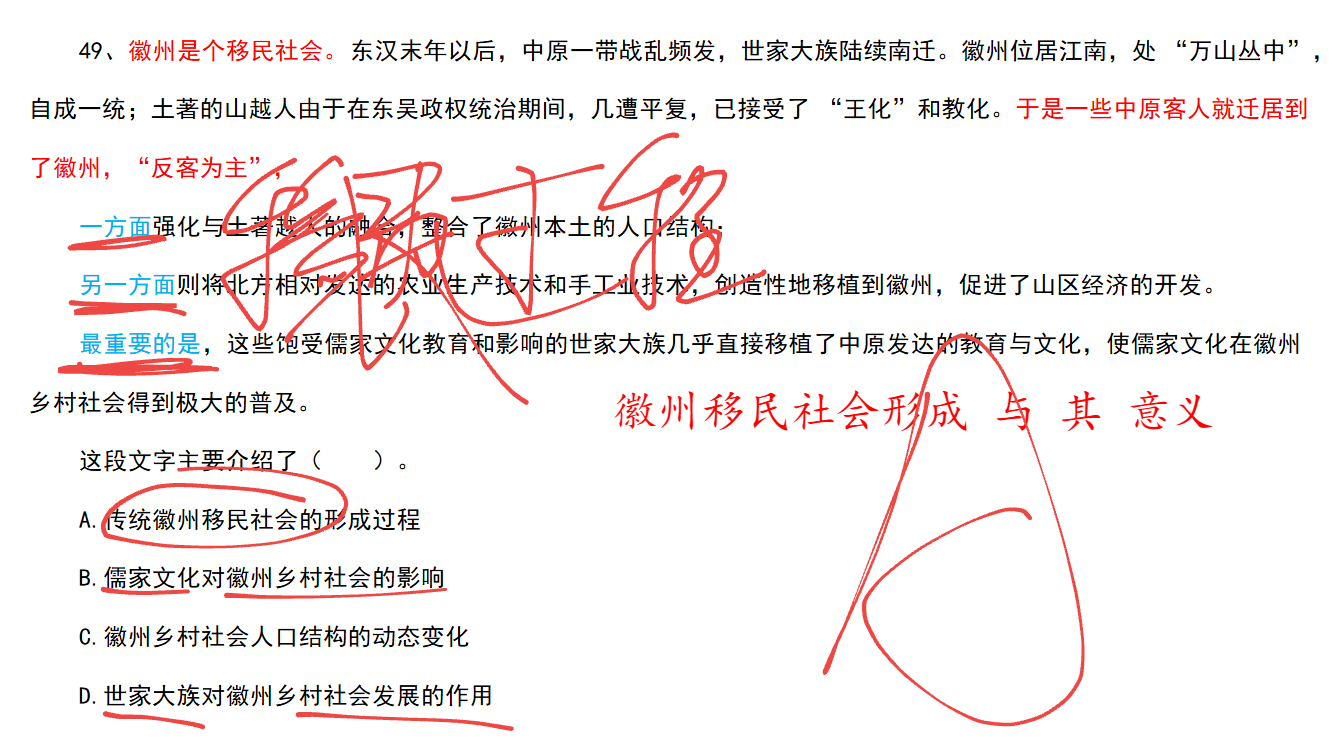 49、徽州是个移民社会。东汉末年以后，中原一带战乱频发，世家大族陆续南迁。徽州位居江南，处 “万山丛中”，
自成一统；土著的山越人由于在东吴政权统治期间，几遭平复，已接受了 “王化”和教化。于是一些中原客人就迁居到
了徽州， “反客为主”，
一方面强化与土著越人的融合，整合了徽州本土的人口结构；
另一方面则将北方相对发达的农业生产技术和手工业技术，创造性地移植到徽州，促进了山区经济的开发。
最重要的是，这些饱受儒家文化教育和影响的世家大族几乎直接移植了中原发达的教育与文化，使儒家文化在徽州
乡村社会得到极大的普及。
徽州移民社会形成 与 其 意义
这段文字主要介绍了（　　）。
A.传统徽州移民社会的形成过程
B.儒家文化对徽州乡村社会的影响
C.徽州乡村社会人口结构的动态变化
D.世家大族对徽州乡村社会发展的作用